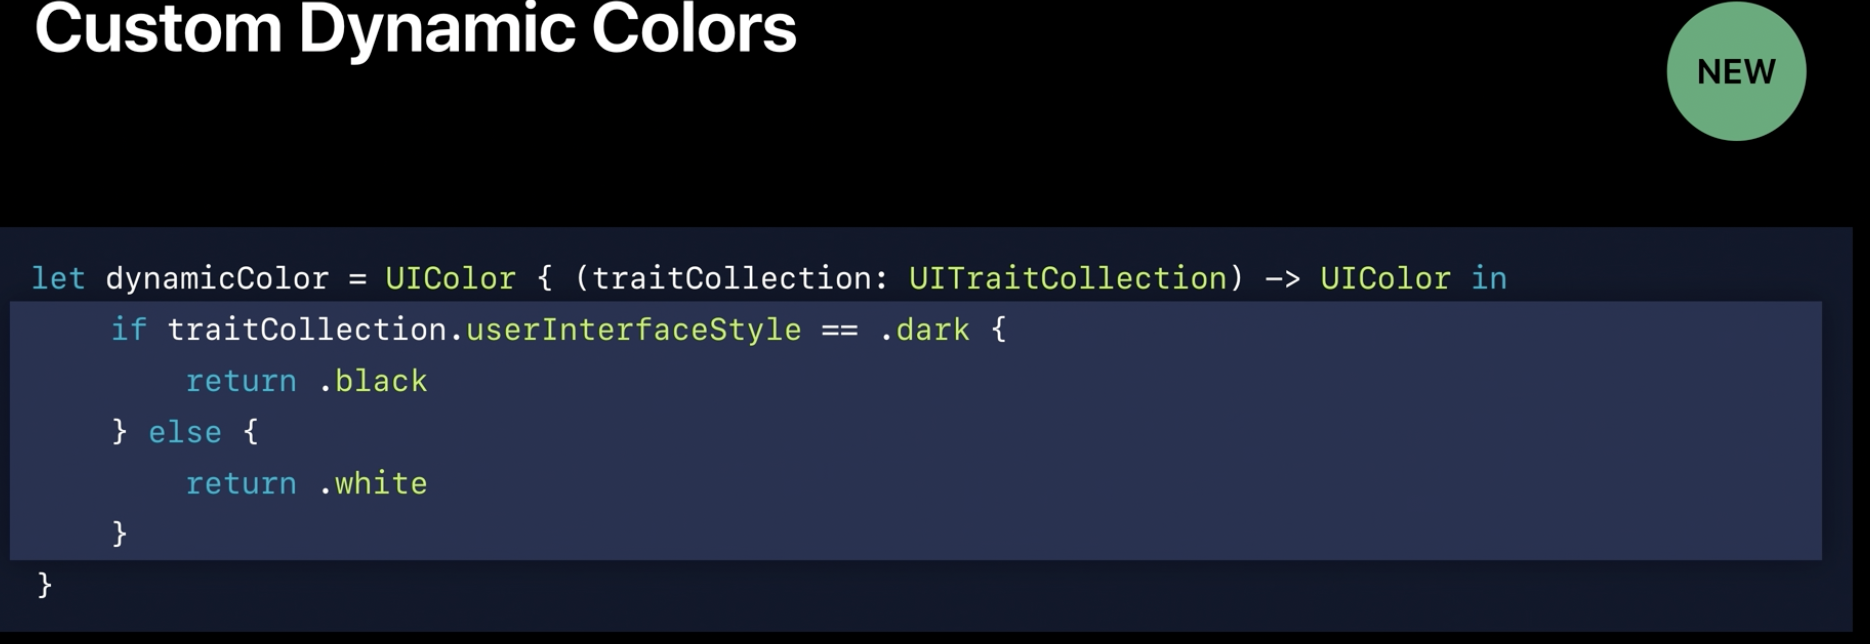 Custom Dynamic Colors
NEW
let dynamicColor = UIColor { (traitCollection: UITraitCollection) -> UIColor in
    if traitCollection.userInterfaceStyle == .dark {
        return .black
    } else {
        return .white
    }
}